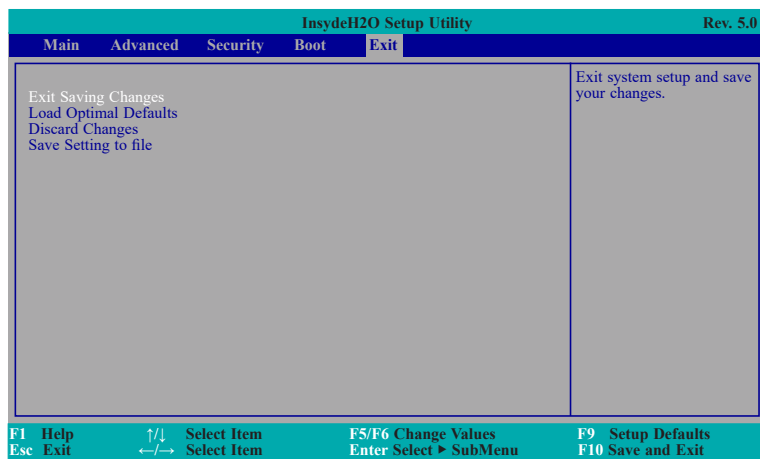 InsydeH2O Setup Utility Rev. 5.0
Main Advanced Security Boot Exit
Exit Saving Changes
Load Optimal Defaults
Discard Changes
Save Setting to file
Exit system setup and save
your changes.
F1 Help ↑/↓ Select Item F5/F6 Change Values F9 Setup Defaults
Esc Exit ←/→ Select Item Enter Select ▶ SubMenu F10 Save and Exit